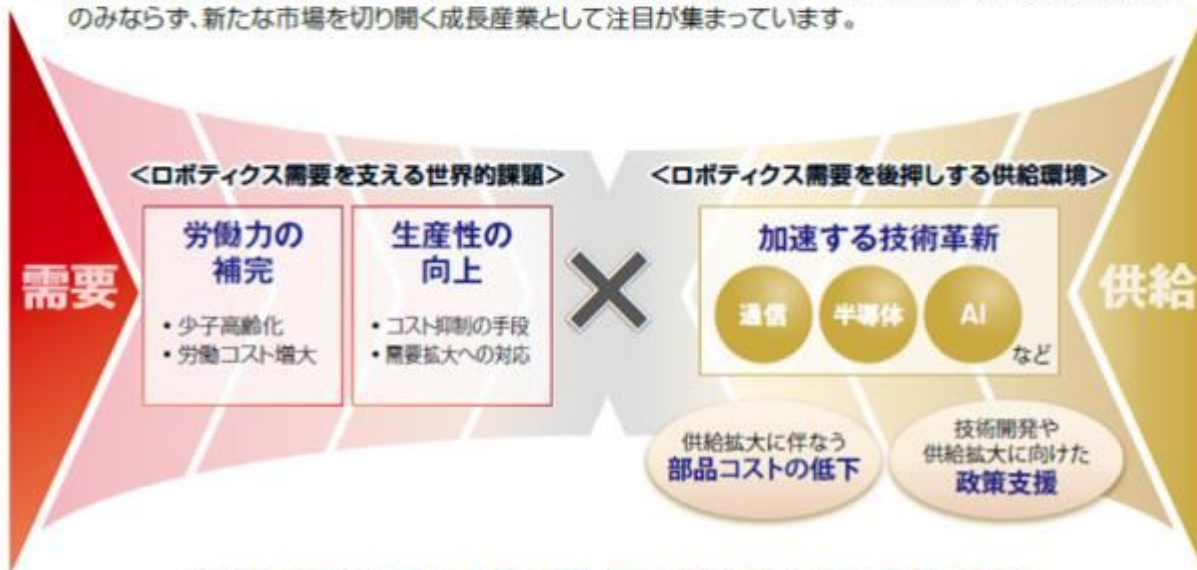 のみならず、新たな市場を切り開く成長産業として注目が集まっています。
<ロボティクス需要を支える世界的課題>
<ロボティクス需要を後押しする供給環境>
需要
労働力の
補完
• 少子高齢化
• 労働コスト増大
生産性の
向上
• コスト抑制の手段
• 需要拡大への対応
×
加速する技術革新
通信
半導体
AI
など
供給拡大に伴なう
部品コストの低下
技術開発や
供給拡大に向けた
政策支援
供給